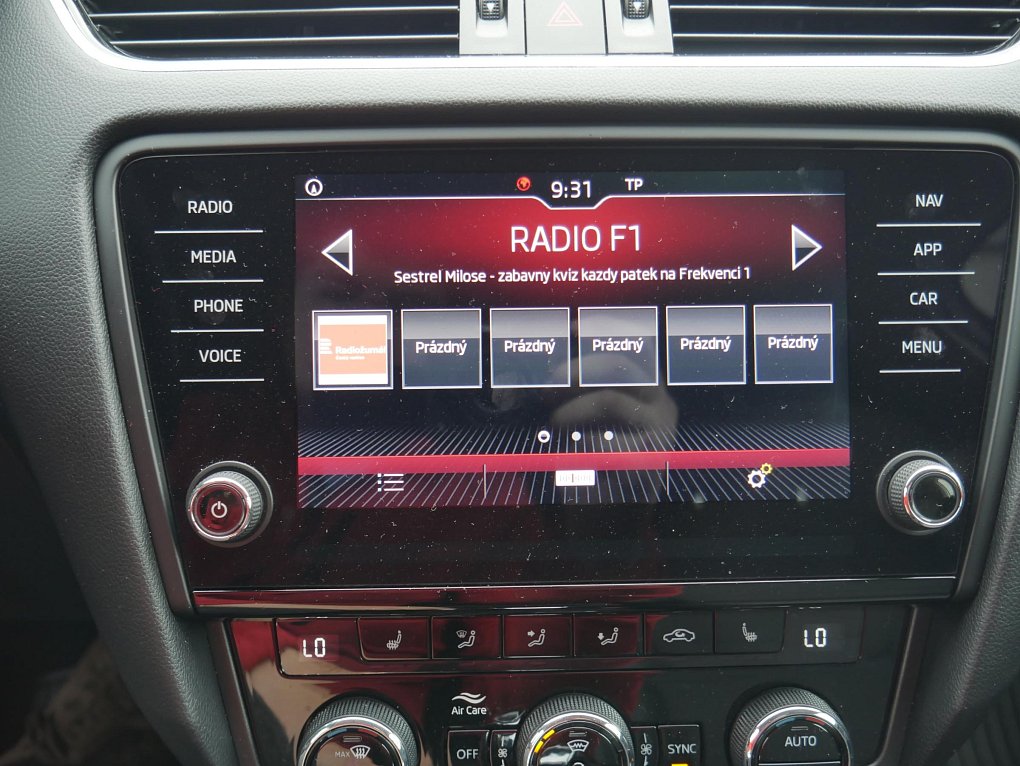 9:31
TP
RADIO
MEDIA
PHONE
VOICE
RADIO F1
Sestrel Milose - zabavny kviz kazdy patek na Frekvenci 1
Radiožurnál
Prázdný
Prázdný
Prázdný
Prázdný
Prázdný
NAV
APP
CAR
MENU
LO
LO
Air Care
MAX
OFF
SYNC
AUTO